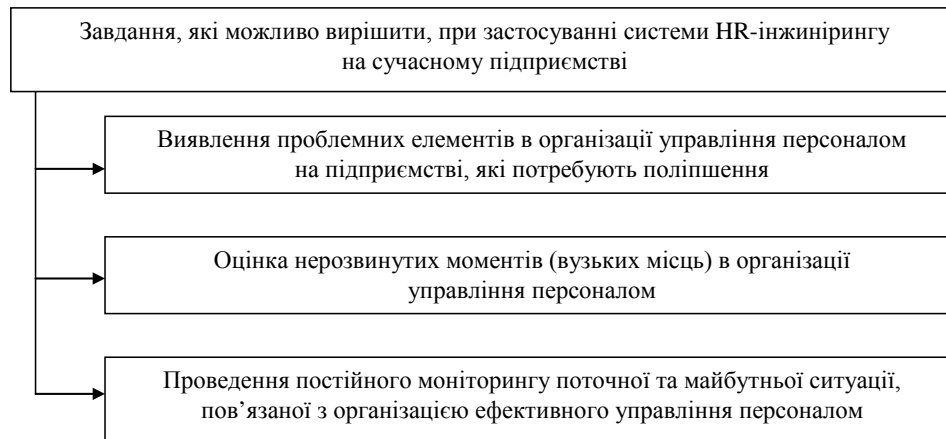 Завдання, які можливо вирішити, при застосуванні системи HR-інжинірингу
на сучасному підприємстві
Виявлення проблемних елементів в організації управління персоналом
на підприємстві, які потребують поліпшення
Оцінка нерозвинутих моментів (вузьких місць) в організації
управління персоналом
Проведення постійного моніторингу поточної та майбутньої ситуації,
пов’язаної з організацією ефективного управління персоналом